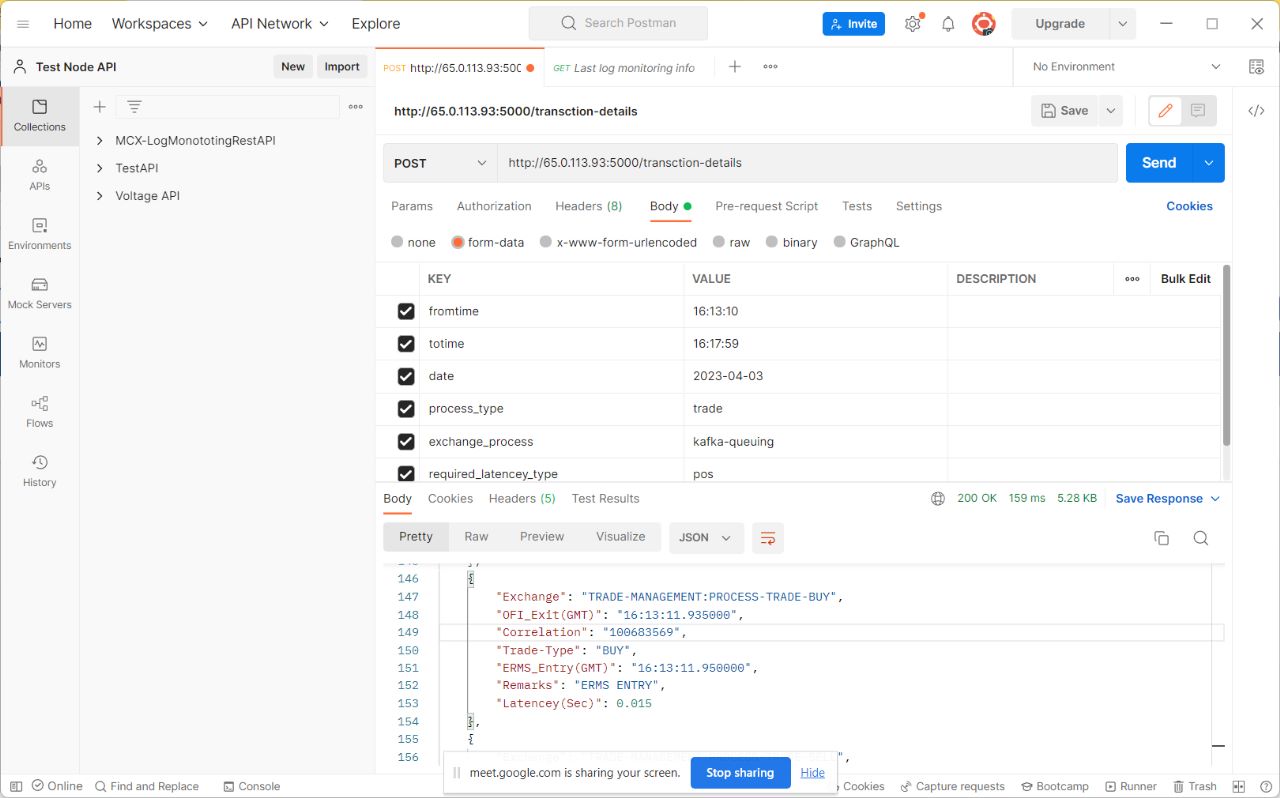 Home Workspaces API Network Explore Search Postman Invite Upgrade
Test Node API New Import POST http://65.0.113.93:500 GET Last log monitoring info No Environment
Collections
APIs
Environments
Mock Servers
Monitors
Flows
History
MCX-LogMonototingRestAPI
TestAPI
Voltage API
http://65.0.113.93:5000/transction-details Save
POST http://65.0.113.93:5000/transction-details Send
Params Authorization Headers (8) Body Pre-request Script Tests Settings Cookies
none form-data x-www-form-urlencoded raw binary GraphQL
KEY VALUE DESCRIPTION Bulk Edit
fromtime 16:13:10
totime 16:17:59
date 2023-04-03
process_type trade
exchange_process kafka-queuing
required_latencey_type pos
Body Cookies Headers (5) Test Results 200 OK 159 ms 5.28 KB Save Response
Pretty Raw Preview Visualize JSON
146 {
147 "Exchange": "TRADE-MANAGEMENT:PROCESS-TRADE-BUY",
148 "OFI_Exit(GMT)": "16:13:11.935000",
149 "Correlation": "100683569",
150 "Trade-Type": "BUY",
151 "ERMS_Entry(GMT)": "16:13:11.950000",
152 "Remarks": "ERMS ENTRY",
153 "Latencey(Sec)": 0.015
154 },
155 {
156
meet.google.com is sharing your screen. Stop sharing Hide
Online Find and Replace Console Cookies Capture requests Bootcamp Runner Trash